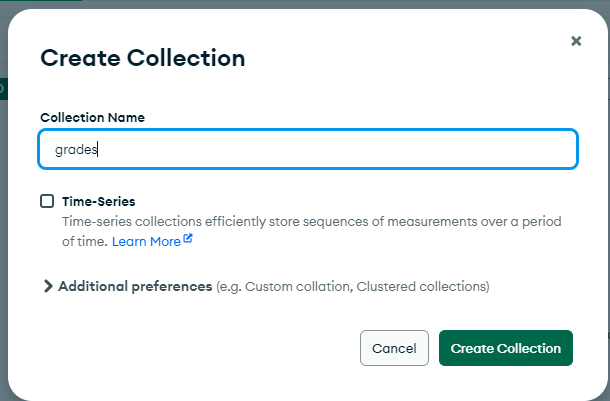 Create Collection
Collection Name
grades
Time-Series
Time-series collections efficiently store sequences of measurements over a period
of time. Learn More
Additional preferences (e.g. Custom collation, Clustered collections)
Cancel
Create Collection